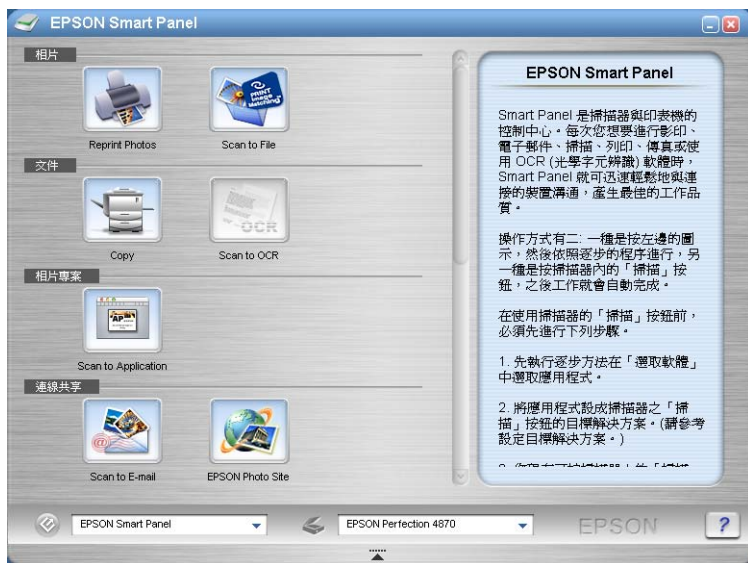 EPSON Smart Panel
相片
PRINT
Image
Matching
Reprint Photos
Scan to File
文件
OCR
Copy
Scan to OCR
相片專案
AP
Scan to Application
連線共享
@
Scan to E-mail
EPSON Photo Site
EPSON Smart Panel
Smart Panel 是掃描器與印表機的
控制中心。每次您想要進行影印、
電子郵件、掃描、列印、傳真或使
用 OCR (光學字元辨識) 軟體時，
Smart Panel 就可迅速輕鬆地與連
接的裝置溝通，產生最佳的工作品
質。
操作方式有二: 一種是按左邊的圖
示，然後依照逐步的程序進行，另
一種是按掃描器內的「掃描」按
鈕，之後工作就會自動完成。
在使用掃描器的「掃描」按鈕前，
必須先進行下列步驟。
1. 先執行逐步方法在「選取軟體」
中選取應用程式。
2. 將應用程式設成掃描器之「掃
描」按鈕的目標解決方案。(請參考
設定目標解決方案。)
EPSON Smart Panel
EPSON Perfection 4870
EPSON
?